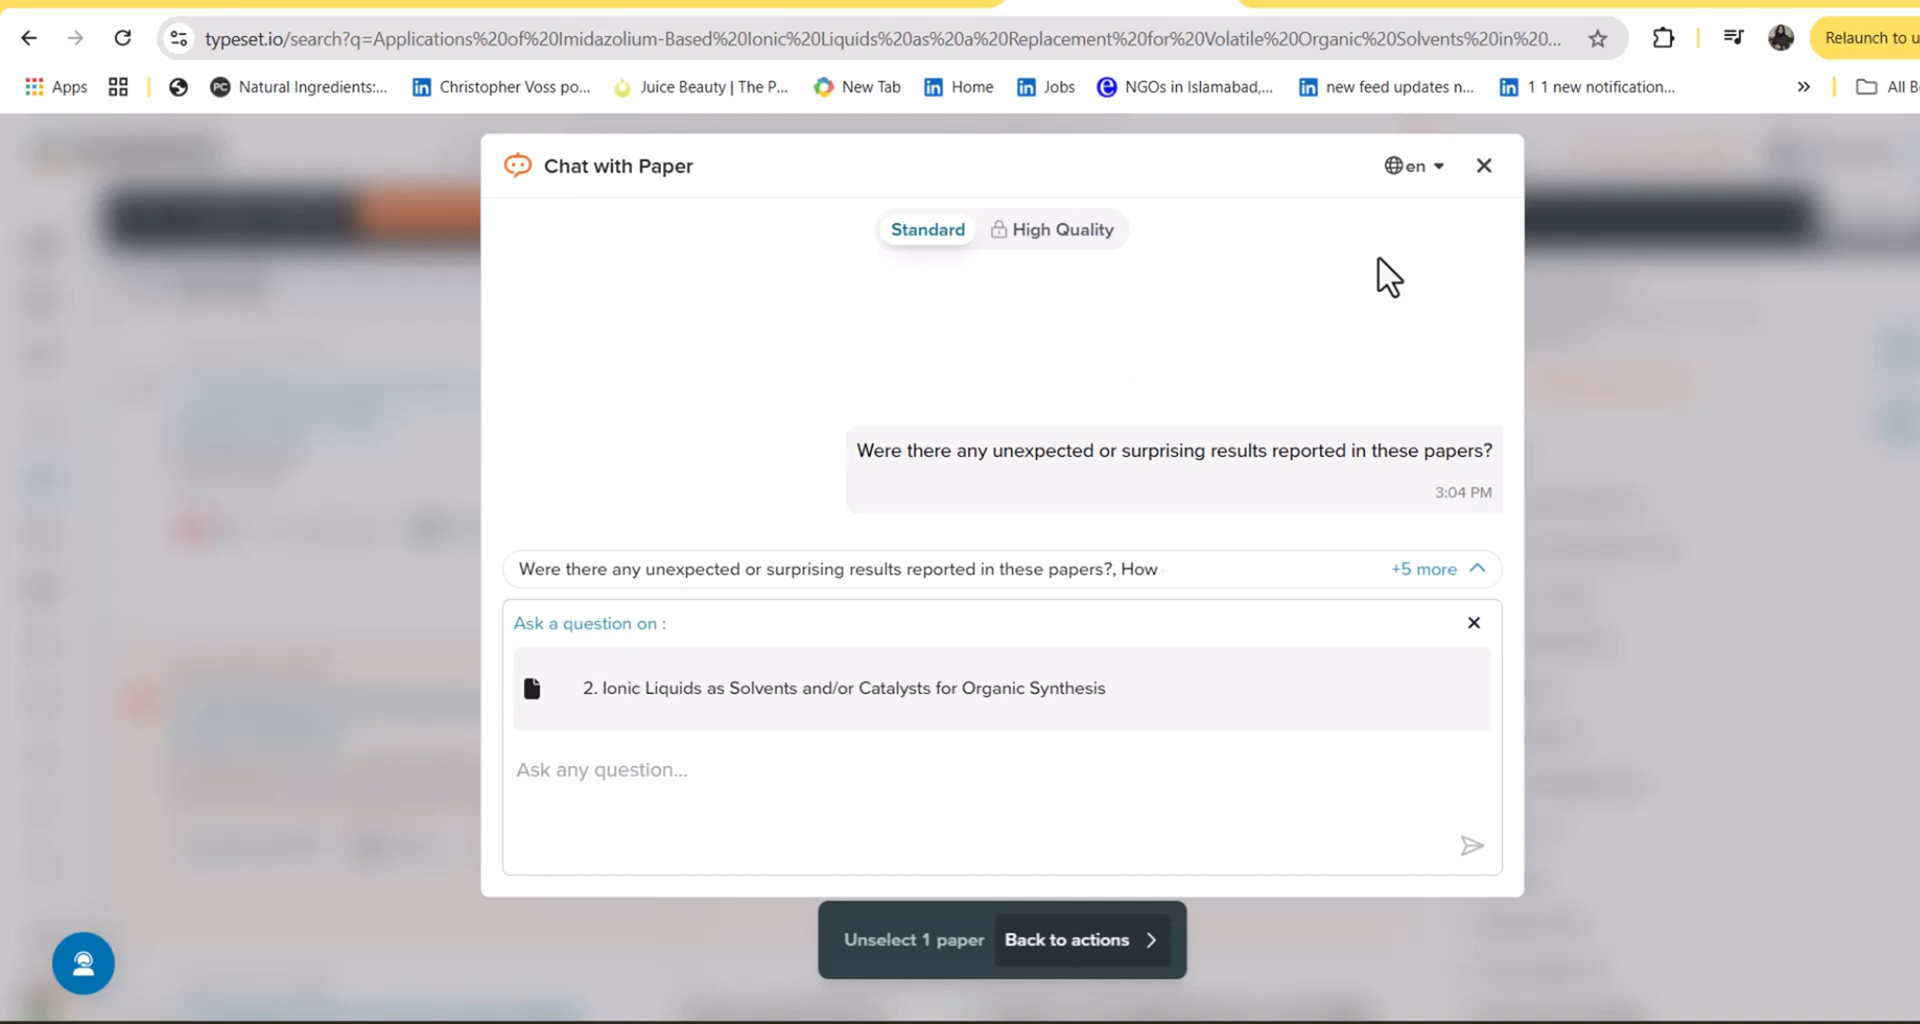 typeset.io/search?q=Applications%20of%20Imidazolium-Based%20Ionic%20Liquids%20as%20a%20Replacement%20for%20Volatile%20Organic%20Solvents%20in%20...
Relaunch to u
Apps
Natural Ingredients:...
Christopher Voss po...
Juice Beauty | The P...
New Tab
Home
Jobs
NGOs in Islamabad,...
new feed updates n...
1 1 new notification...
All B
Chat with Paper
en
Standard
High Quality
Were there any unexpected or surprising results reported in these papers?
3:04 PM
Were there any unexpected or surprising results reported in these papers?, How
+5 more
Ask a question on :
2. Ionic Liquids as Solvents and/or Catalysts for Organic Synthesis
Ask any question...
Unselect 1 paper
Back to actions